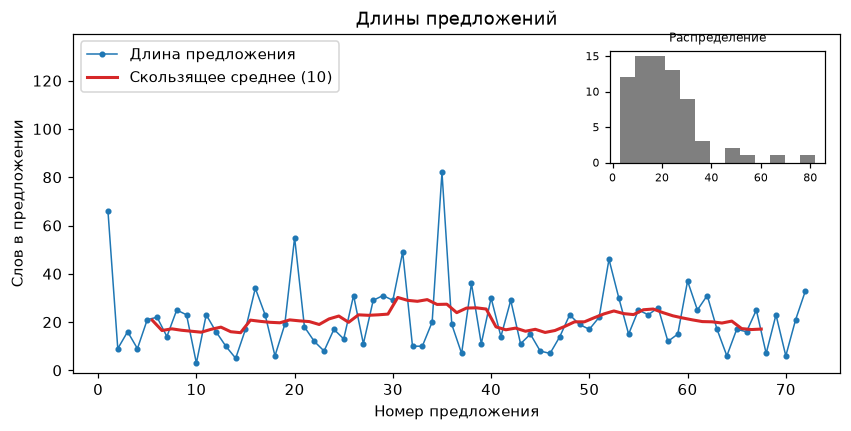 Длины предложений
Длина предложения
Скользящее среднее (10)
Распределение
15
10
5
0
0 20 40 60 80
Слов в предложении
120
100
80
60
40
20
0
0 10 20 30 40 50 60 70
Номер предложения